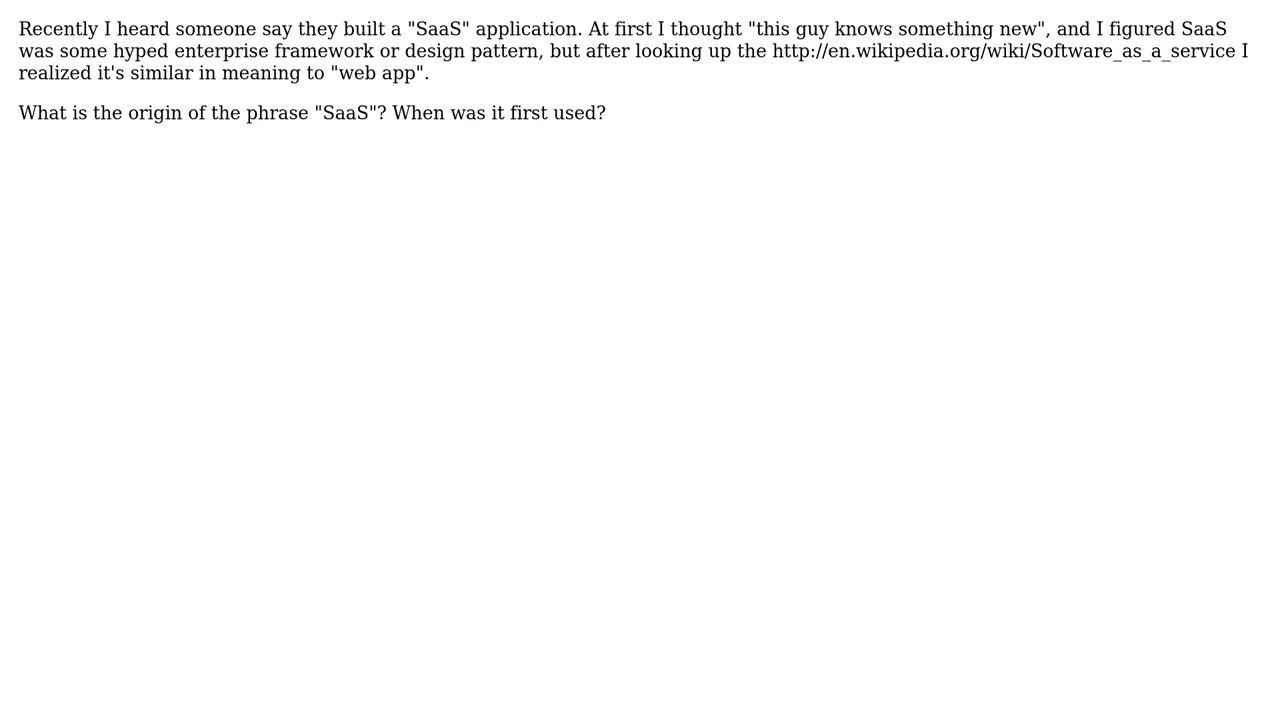 Recently I heard someone say they built a "SaaS" application. At first I thought "this guy knows something new", and I figured SaaS
was some hyped enterprise framework or design pattern, but after looking up the http://en.wikipedia.org/wiki/Software_as_a_service I
realized it's similar in meaning to "web app".
What is the origin of the phrase "SaaS"? When was it first used?